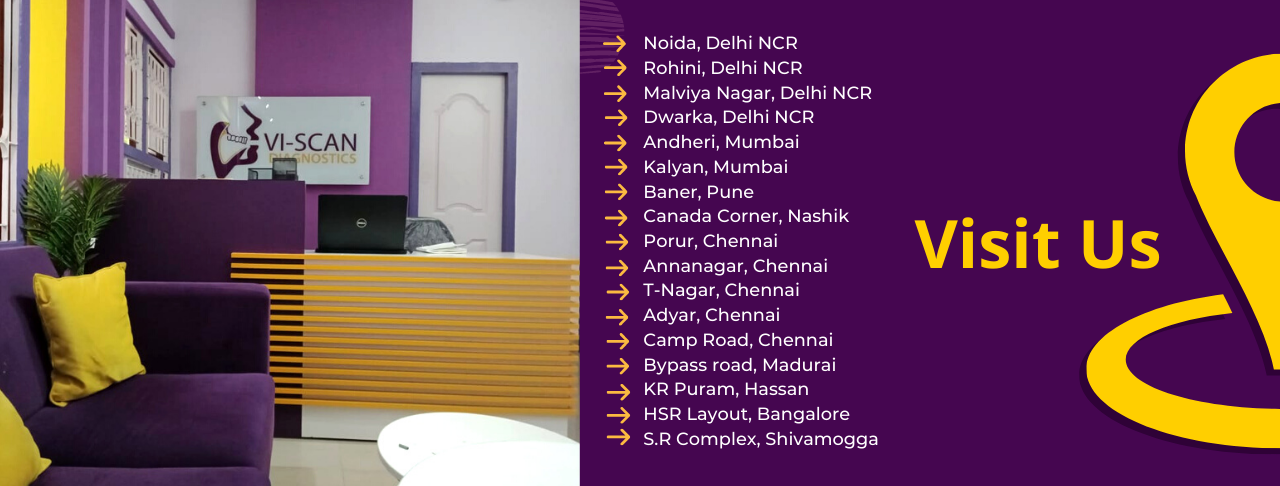 VI-SCAN
DIAGNOSTICS
Noida, Delhi NCR
Rohini, Delhi NCR
Malviya Nagar, Delhi NCR
Dwarka, Delhi NCR
Andheri, Mumbai
Kalyan, Mumbai
Baner, Pune
Canada Corner, Nashik
Porur, Chennai
Annanagar, Chennai
T-Nagar, Chennai
Adyar, Chennai
Camp Road, Chennai
Bypass road, Madurai
KR Puram, Hassan
HSR Layout, Bangalore
S.R Complex, Shivamogga
Visit Us